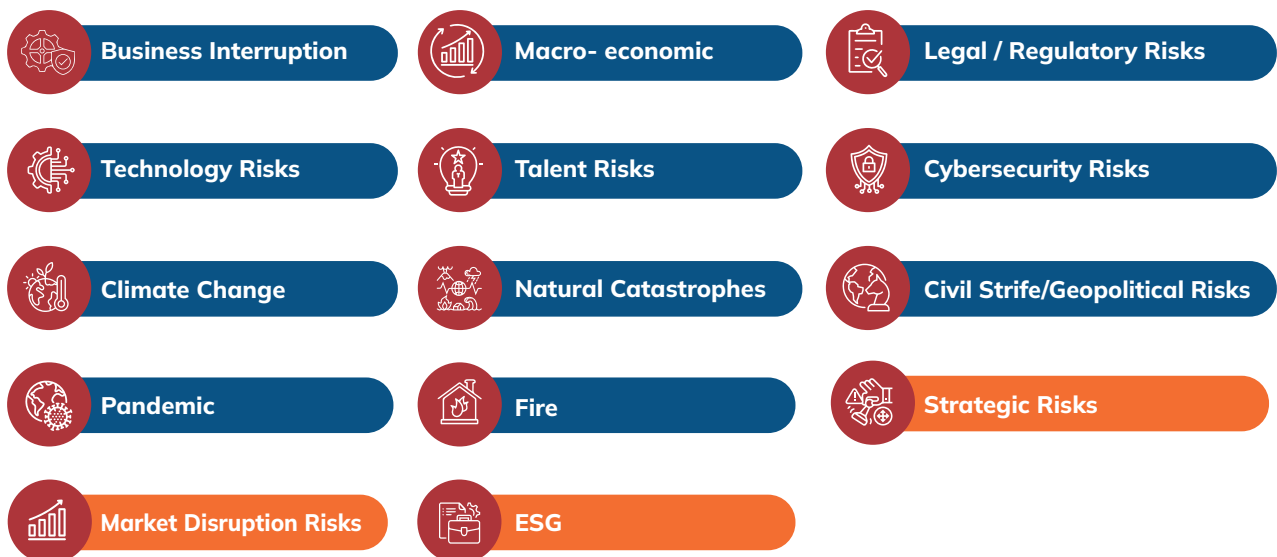 Business Interruption
Macro- economic
Legal / Regulatory Risks
Technology Risks
Talent Risks
Cybersecurity Risks
Climate Change
Natural Catastrophes
Civil Strife/Geopolitical Risks
Pandemic
Fire
Strategic Risks
Market Disruption Risks
ESG